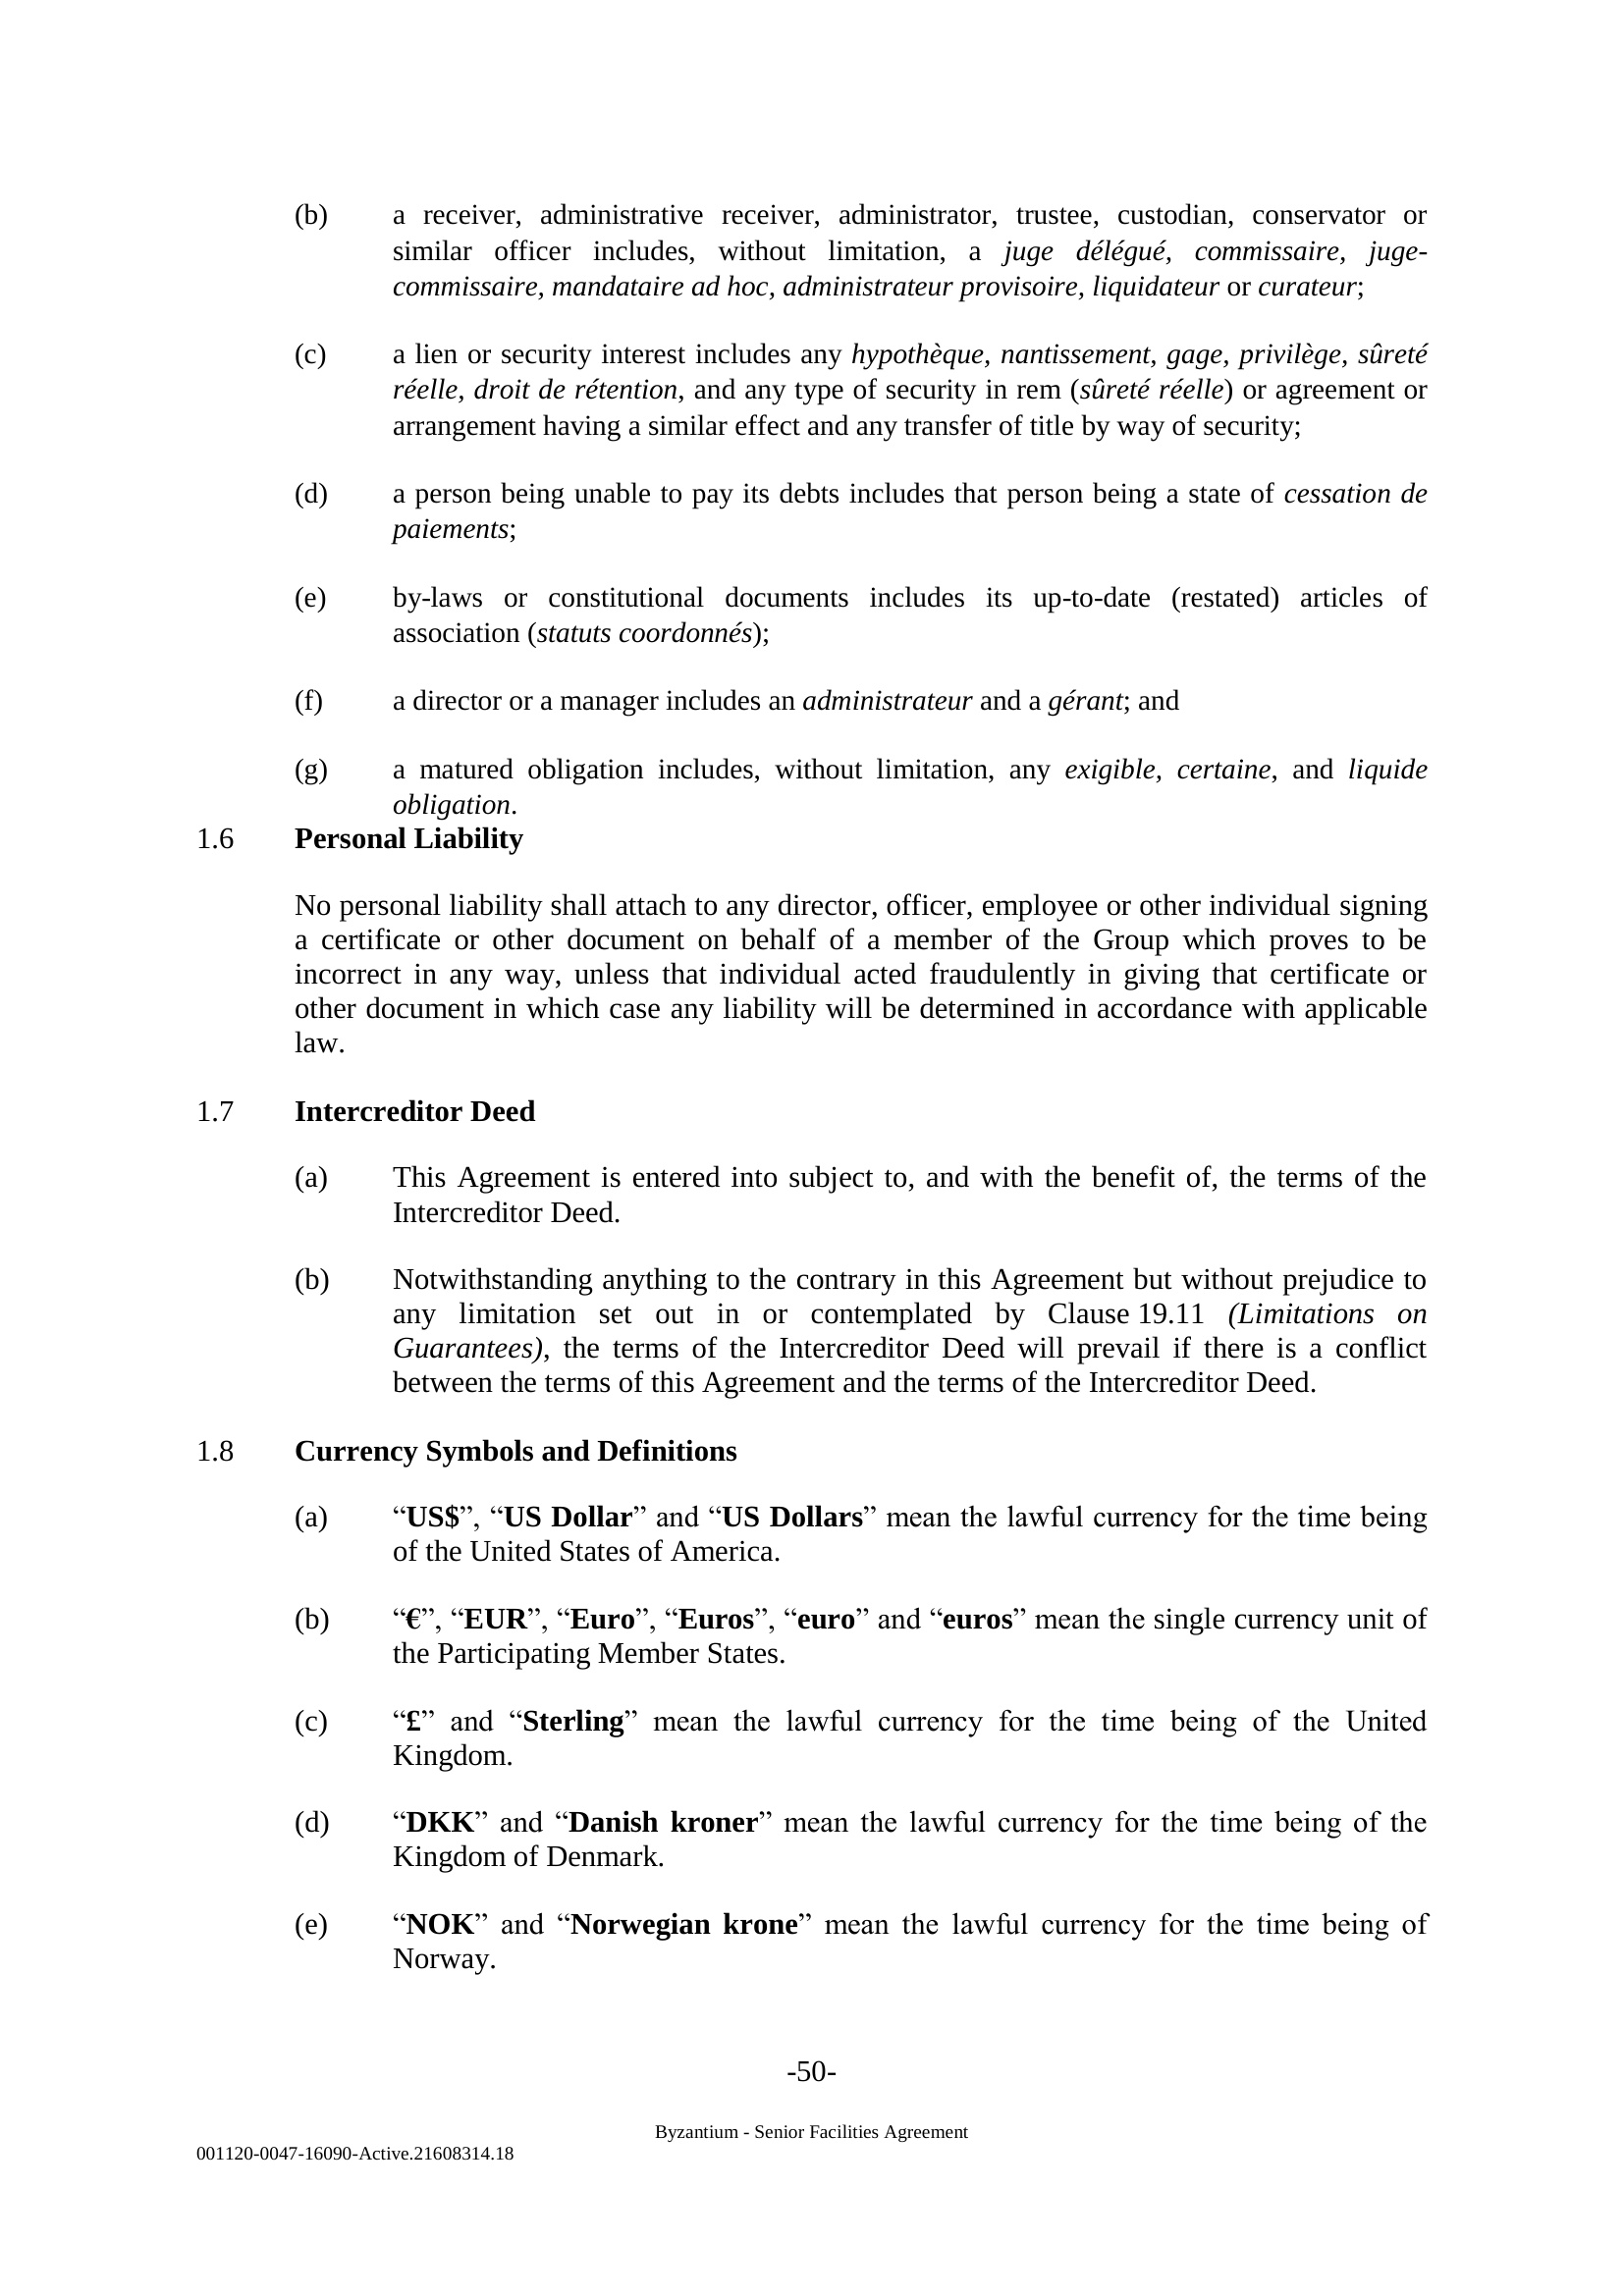 (b) a receiver, administrative receiver, administrator, trustee, custodian, conservator or
similar officer includes, without limitation, a juge délégué, commissaire, juge-
commissaire, mandataire ad hoc, administrateur provisoire, liquidateur or curateur;
(c) a lien or security interest includes any hypothèque, nantissement, gage, privilège, sûreté
réelle, droit de rétention, and any type of security in rem (sûreté réelle) or agreement or
arrangement having a similar effect and any transfer of title by way of security;
(d) a person being unable to pay its debts includes that person being a state of cessation de
paiements;
(e) by-laws or constitutional documents includes its up-to-date (restated) articles of
association (statuts coordonnés);
(f) a director or a manager includes an administrateur and a gérant; and
(g) a matured obligation includes, without limitation, any exigible, certaine, and liquide
obligation.
1.6 Personal Liability
No personal liability shall attach to any director, officer, employee or other individual signing
a certificate or other document on behalf of a member of the Group which proves to be
incorrect in any way, unless that individual acted fraudulently in giving that certificate or
other document in which case any liability will be determined in accordance with applicable
law.
1.7 Intercreditor Deed
(a) This Agreement is entered into subject to, and with the benefit of, the terms of the
Intercreditor Deed.
(b) Notwithstanding anything to the contrary in this Agreement but without prejudice to
any limitation set out in or contemplated by Clause 19.11 (Limitations on
Guarantees), the terms of the Intercreditor Deed will prevail if there is a conflict
between the terms of this Agreement and the terms of the Intercreditor Deed.
1.8 Currency Symbols and Definitions
(a) “US$”, “US Dollar” and “US Dollars” mean the lawful currency for the time being
of the United States of America.
(b) “€”, “EUR”, “Euro”, “Euros”, “euro” and “euros” mean the single currency unit of
the Participating Member States.
(c) “£” and “Sterling” mean the lawful currency for the time being of the United
Kingdom.
(d) “DKK” and “Danish kroner” mean the lawful currency for the time being of the
Kingdom of Denmark.
(e) “NOK” and “Norwegian krone” mean the lawful currency for the time being of
Norway.
-50-
Byzantium - Senior Facilities Agreement
001120-0047-16090-Active.21608314.18